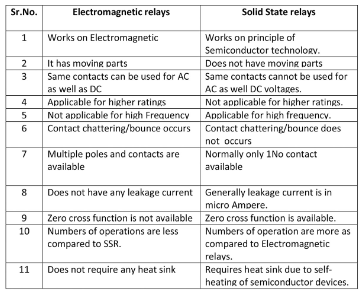 Sr.No. Electromagnetic relays Solid State relays
1 Works on Electromagnetic Works on principle of
Semiconductor technology.
2 It has moving parts Does not have moving parts
3 Same contacts can be used for AC Same contacts cannot be used for
as well as DC AC as well DC voltages.
4 Applicable for higher ratings Not applicable for higher ratings.
5 Not applicable for high Frequency Applicable for high frequency.
6 Contact chattering/bounce occurs Contact chattering/bounce does
not occurs
7 Multiple poles and contacts are Normally only 1No contact
available available
8 Does not have any leakage current Generally leakage current is in
micro Ampere.
9 Zero cross function is not available Zero cross function is available.
10 Numbers of operations are less Numbers of operation are more as
compared to SSR. compared to Electromagnetic
relays.
11 Does not require any heat sink Requires heat sink due to self-
heating of semiconductor devices.